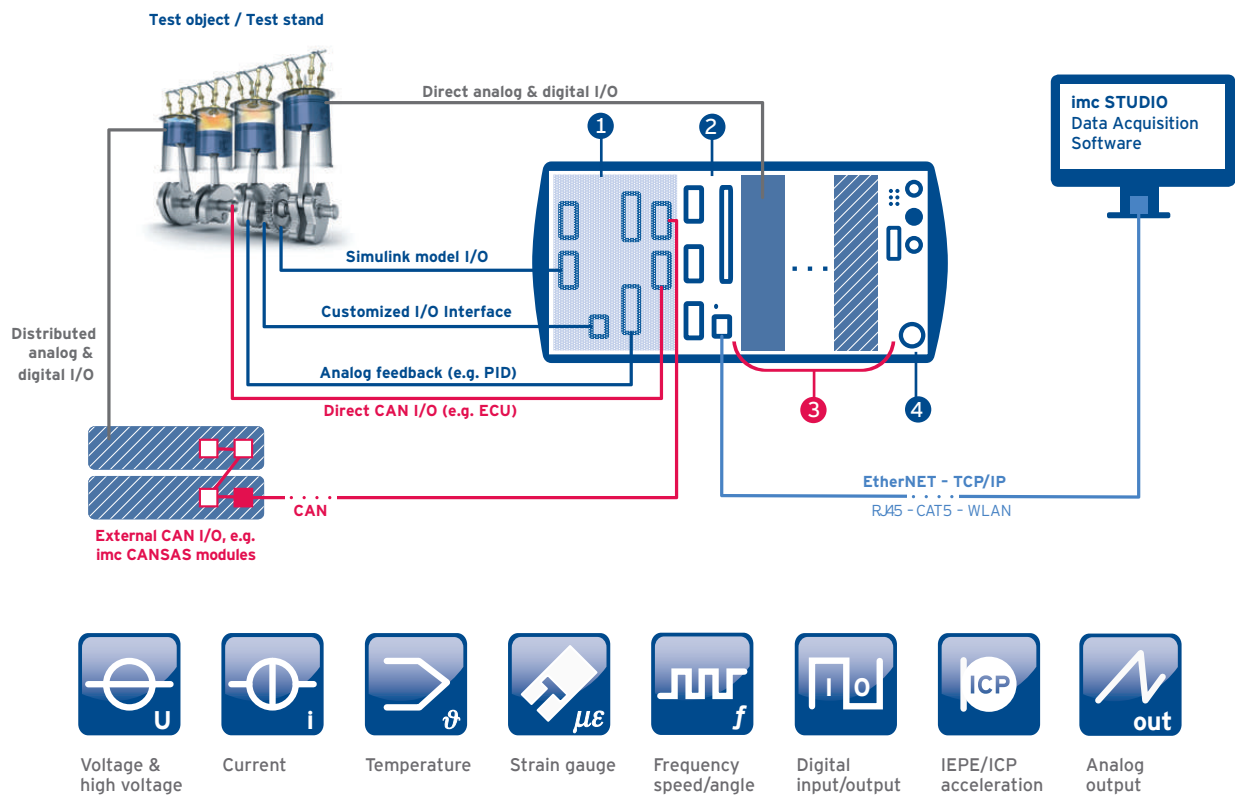 Test object / Test stand
Direct analog & digital I/O
1
2
imc STUDIO
Data Acquisition
Software
Simulink model I/O
Customized I/O Interface
Distributed
analog &
digital I/O
Analog feedback (e.g. PID)
Direct CAN I/O (e.g. ECU)
3
4
EtherNET - TCP/IP
RJ45 - CAT5 - WLAN
CAN
External CAN I/O, e.g.
imc CANSAS modules
U
i
ϑ
με
f
I O
ICP
out
Voltage &
high voltage
Current
Temperature
Strain gauge
Frequency
speed/angle
Digital
input/output
IEPE/ICP
acceleration
Analog
output